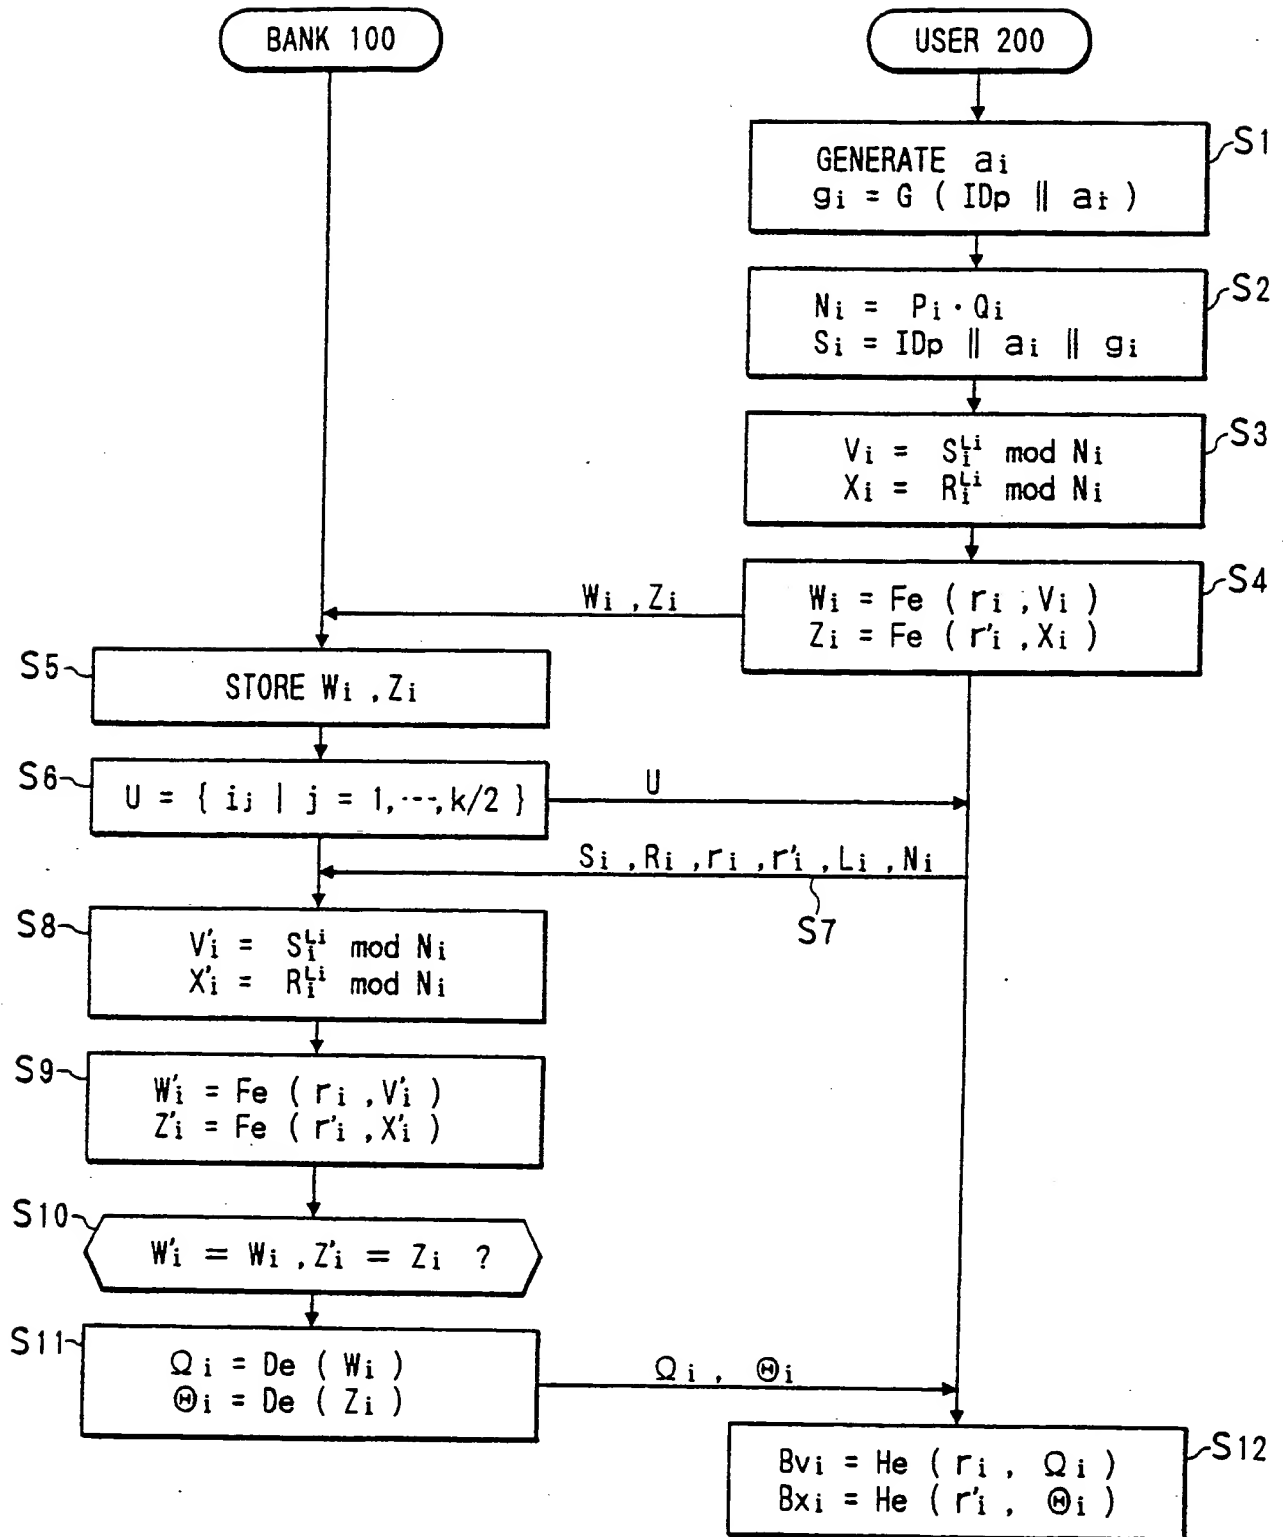 BANK 100
USER 200
S1
GENERATE ai
gi = G ( IDp ‖ ai )
S2
Ni = Pi · Qi
Si = IDp ‖ ai ‖ gi
S3
Vi = Si^Li mod Ni
Xi = Ri^Li mod Ni
S4
Wi = Fe ( ri , Vi )
Zi = Fe ( r'i , Xi )
Wi , Zi
S5
STORE Wi , Zi
S6
U = { ij | j = 1, ---, k/2 }
U
Si , Ri , ri , r'i , Li , Ni
S7
S8
V'i = Si^Li mod Ni
X'i = Ri^Li mod Ni
S9
W'i = Fe ( ri , V'i )
Z'i = Fe ( r'i , X'i )
S10
W'i = Wi , Z'i = Zi ?
S11
Ωi = De ( Wi )
Θi = De ( Zi )
Ωi , Θi
S12
Bvi = He ( ri , Ωi )
Bxi = He ( r'i , Θi )